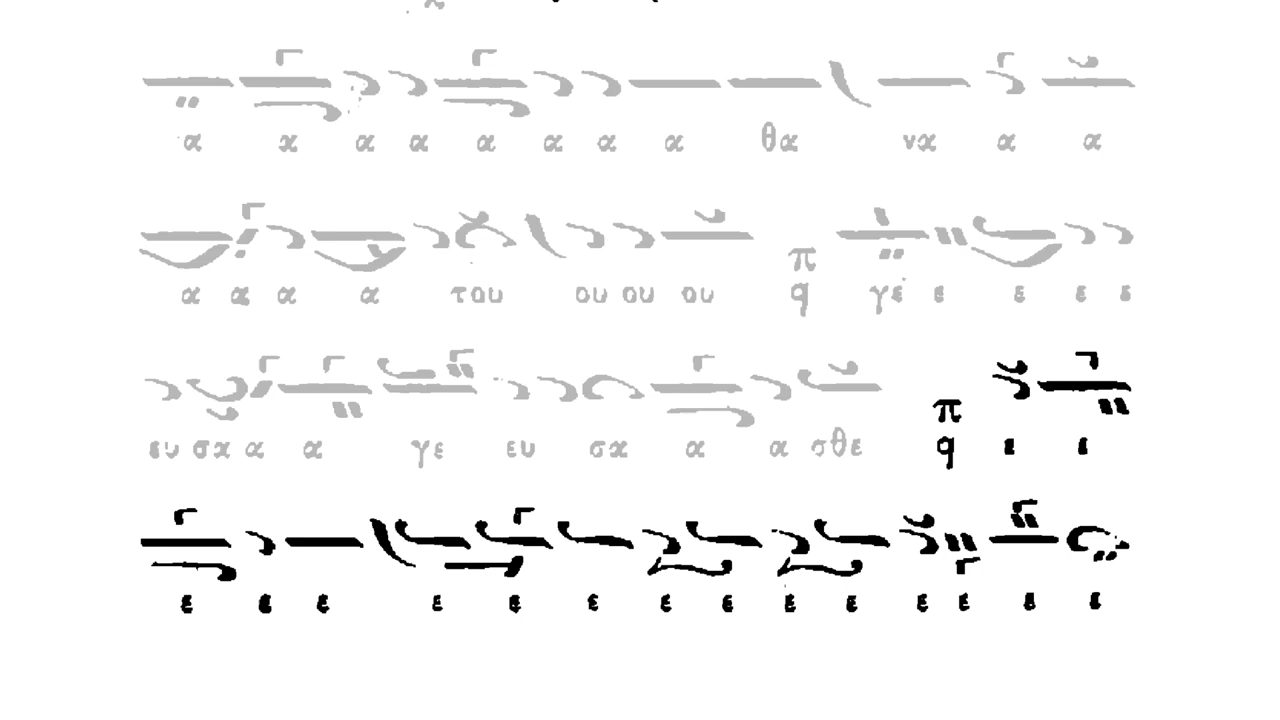 α α α α α α α α θα να α α
α α α α του ου ου ου π q γε ε ε ε ε
ευ σα α α γε ευ σα α α σθε π q ε ε
ε ε ε ε ε ε ε ε ε ε ε ε ε ε